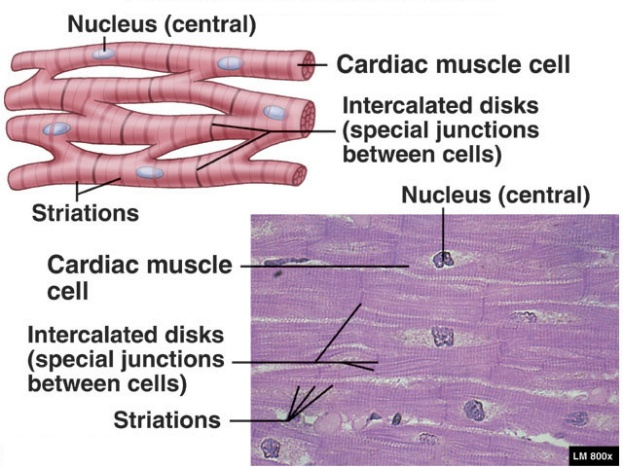 Nucleus (central)
Cardiac muscle cell
Intercalated disks
(special junctions
between cells)
Striations
Nucleus (central)
Cardiac muscle
cell
Intercalated disks
(special junctions
between cells)
Striations
LM 800x